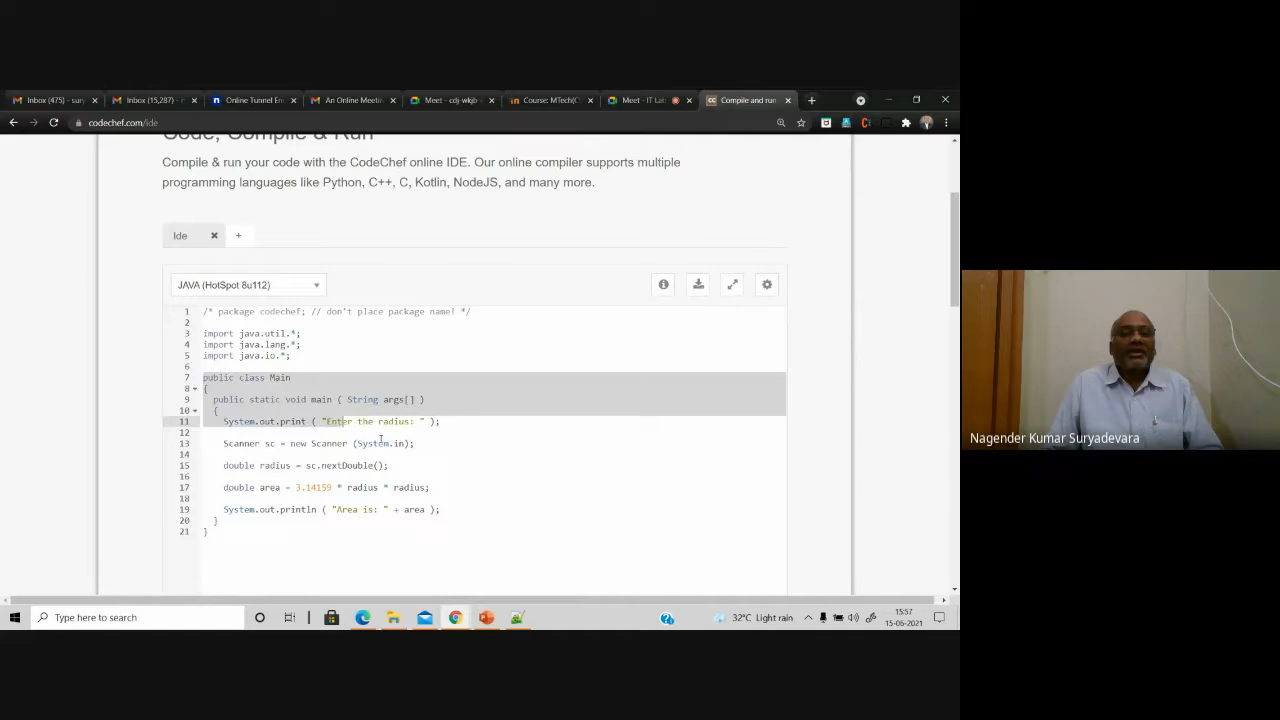 Inbox (475) - sury
Inbox (15,287) -
Online Tunnel En
An Online Meetin
Meet - cdj-wkjb
Course: MTech(C
Meet - IT Lab
Compile and run
codechef.com/ide
Code, Compile & Run
Compile & run your code with the CodeChef online IDE. Our online compiler supports multiple
programming languages like Python, C++, C, Kotlin, NodeJS, and many more.
Ide
+
JAVA (HotSpot 8u112)
1 /* package codechef; // don't place package name! */
2
3 import java.util.*;
4 import java.lang.*;
5 import java.io.*;
6
7 public class Main
8 {
9 public static void main ( String args[] )
10 {
11 System.out.print ( "Enter the radius: " );
12
13 Scanner sc = new Scanner (System.in);
14
15 double radius = sc.nextDouble();
16
17 double area = 3.14159 * radius * radius;
18
19 System.out.println ( "Area is: " + area );
20 }
21 }
Nagender Kumar Suryadevara
Type here to search
32°C Light rain
15:57
15-06-2021